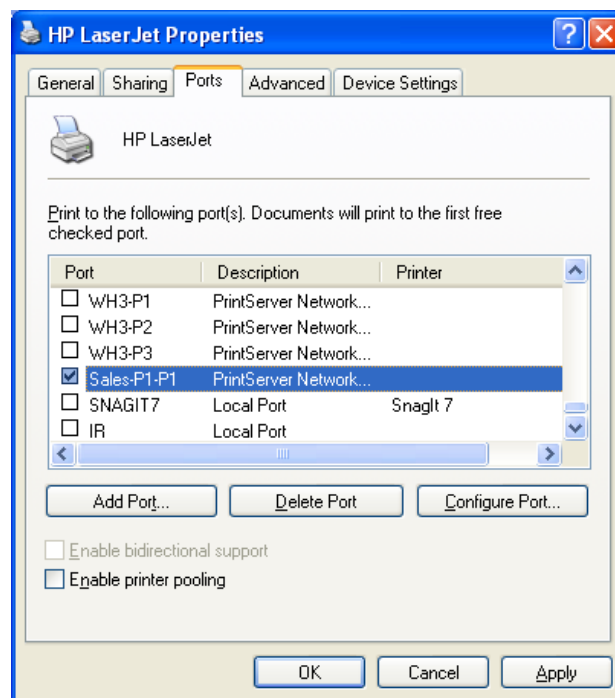 HP LaserJet Properties
General Sharing Ports Advanced Device Settings
HP LaserJet
Print to the following port(s). Documents will print to the first free
checked port.
Port Description Printer
WH3-P1 PrintServer Network...
WH3-P2 PrintServer Network...
WH3-P3 PrintServer Network...
Sales-P1-P1 PrintServer Network...
SNAGIT7 Local Port SnagIt 7
IR Local Port
Add Port... Delete Port Configure Port...
Enable bidirectional support
Enable printer pooling
OK Cancel Apply